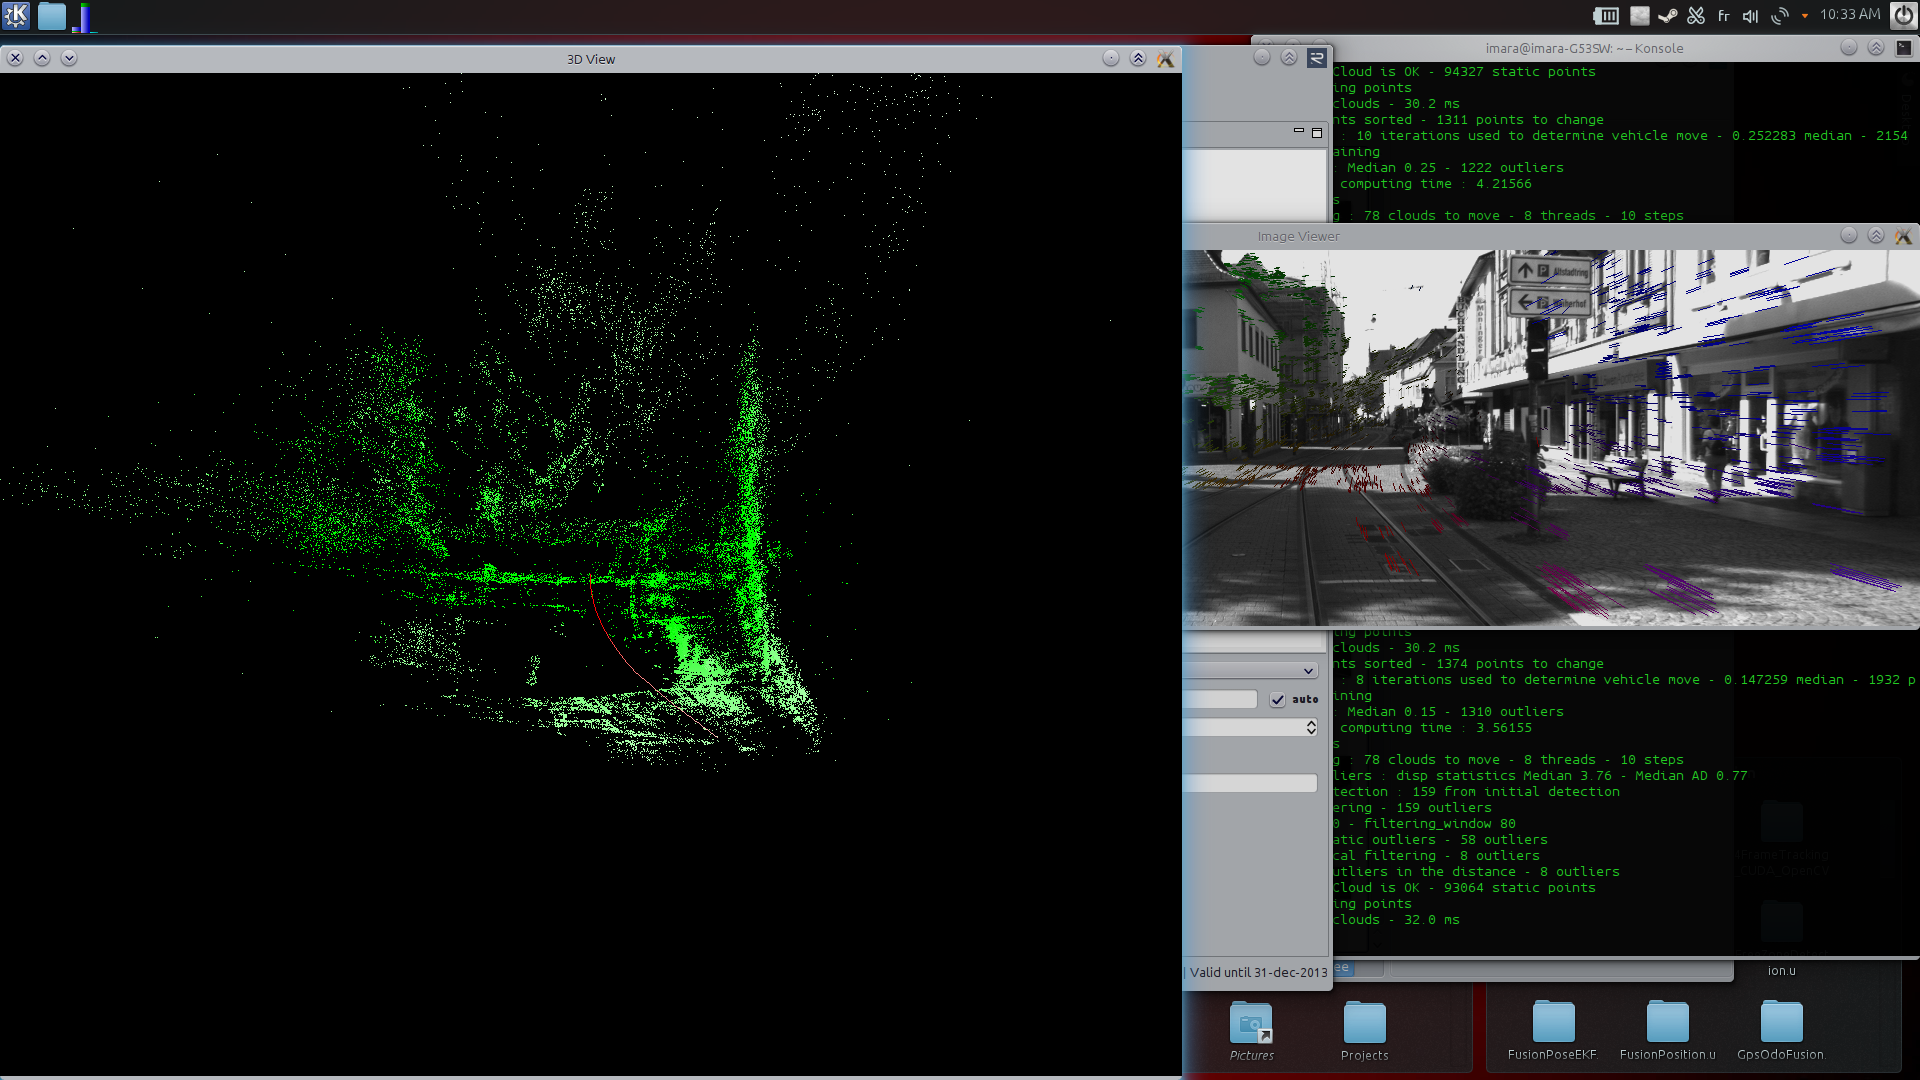 fr
10:33 AM
3D View
imara@imara-G53SW: ~ – Konsole
Cloud is OK - 94327 static points
ing points
clouds - 30.2 ms
nts sorted - 1311 points to change
: 10 iterations used to determine vehicle move - 0.252283 median - 2154
aining
: Median 0.25 - 1222 outliers
computing time : 4.21566
s
g : 78 clouds to move - 8 threads - 10 steps
Image Viewer
Altstadtring
BUCHHANDLUNG
Moninger
ing points
clouds - 30.2 ms
nts sorted - 1374 points to change
: 8 iterations used to determine vehicle move - 0.147259 median - 1932 p
ining
: Median 0.15 - 1310 outliers
computing time : 3.56155
s
g : 78 clouds to move - 8 threads - 10 steps
liers : disp statistics Median 3.76 - Median AD 0.77
tection : 159 from initial detection
ering - 159 outliers
0 - filtering_window 80
atic outliers - 58 outliers
cal filtering - 8 outliers
utliers in the distance - 8 outliers
Cloud is OK - 93064 static points
ing points
clouds - 32.0 ms
auto
Valid until 31-dec-2013
ee
ion.u
Pictures
Projects
FusionPoseEKF.
FusionPosition.u
GpsOdoFusion.